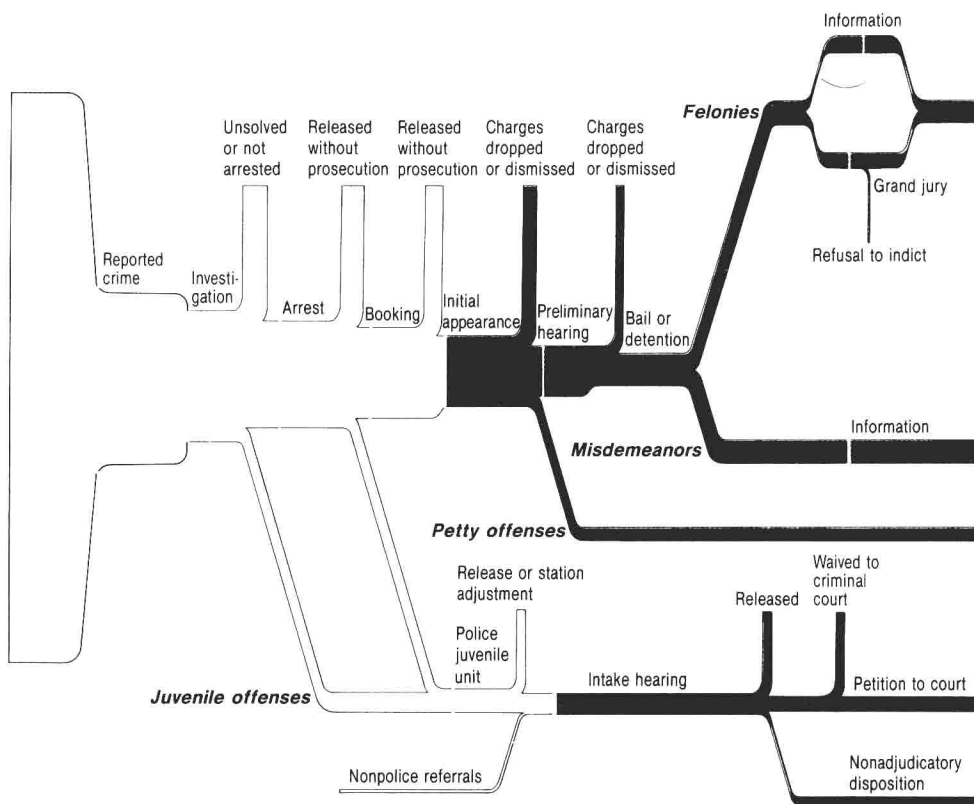 Information
Felonies
Grand jury
Refusal to indict
Unsolved
or not
arrested
Released
without
prosecution
Released
without
prosecution
Charges
dropped
or dismissed
Charges
dropped
or dismissed
Reported
crime
Investi-
gation
Arrest
Booking
Initial
appearance
Preliminary
hearing
Bail or
detention
Misdemeanors
Information
Petty offenses
Release or station
adjustment
Police
juvenile
unit
Juvenile offenses
Nonpolice referrals
Intake hearing
Released
Waived to
criminal
court
Petition to court
Nonadjudicatory
disposition